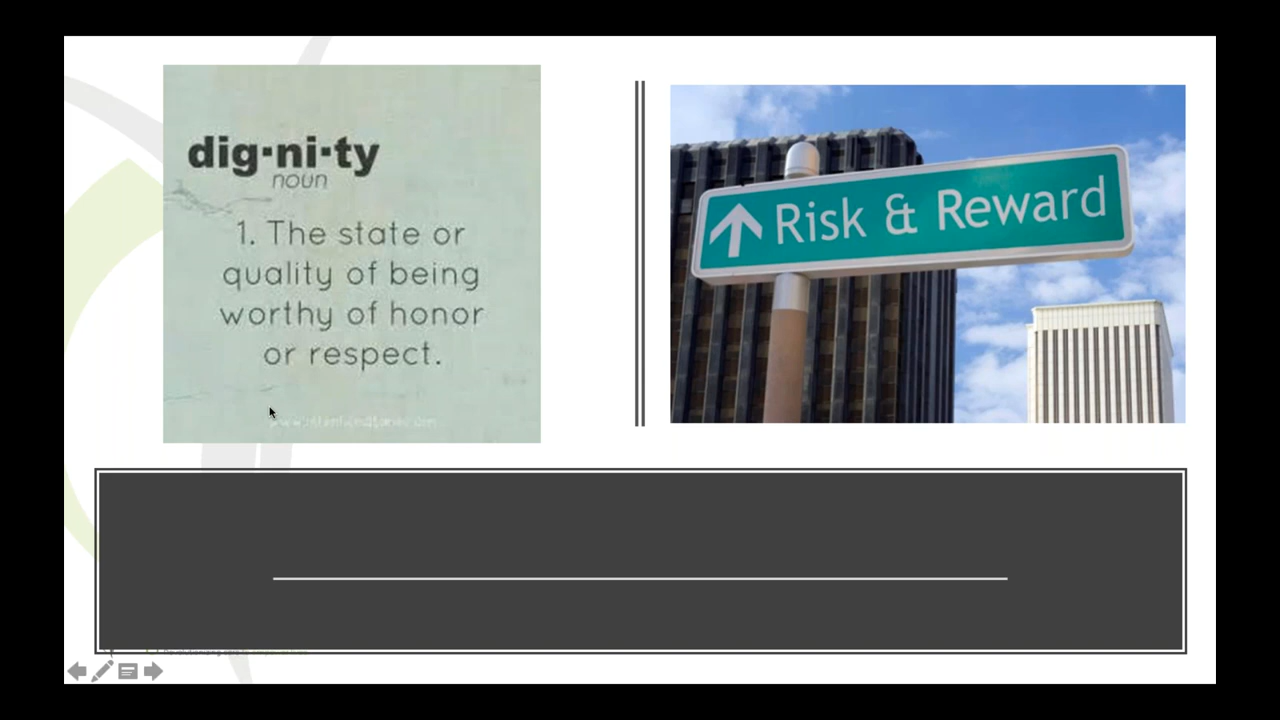 dig·ni·ty
noun
1. The state or
quality of being
worthy of honor
or respect.
Risk & Reward